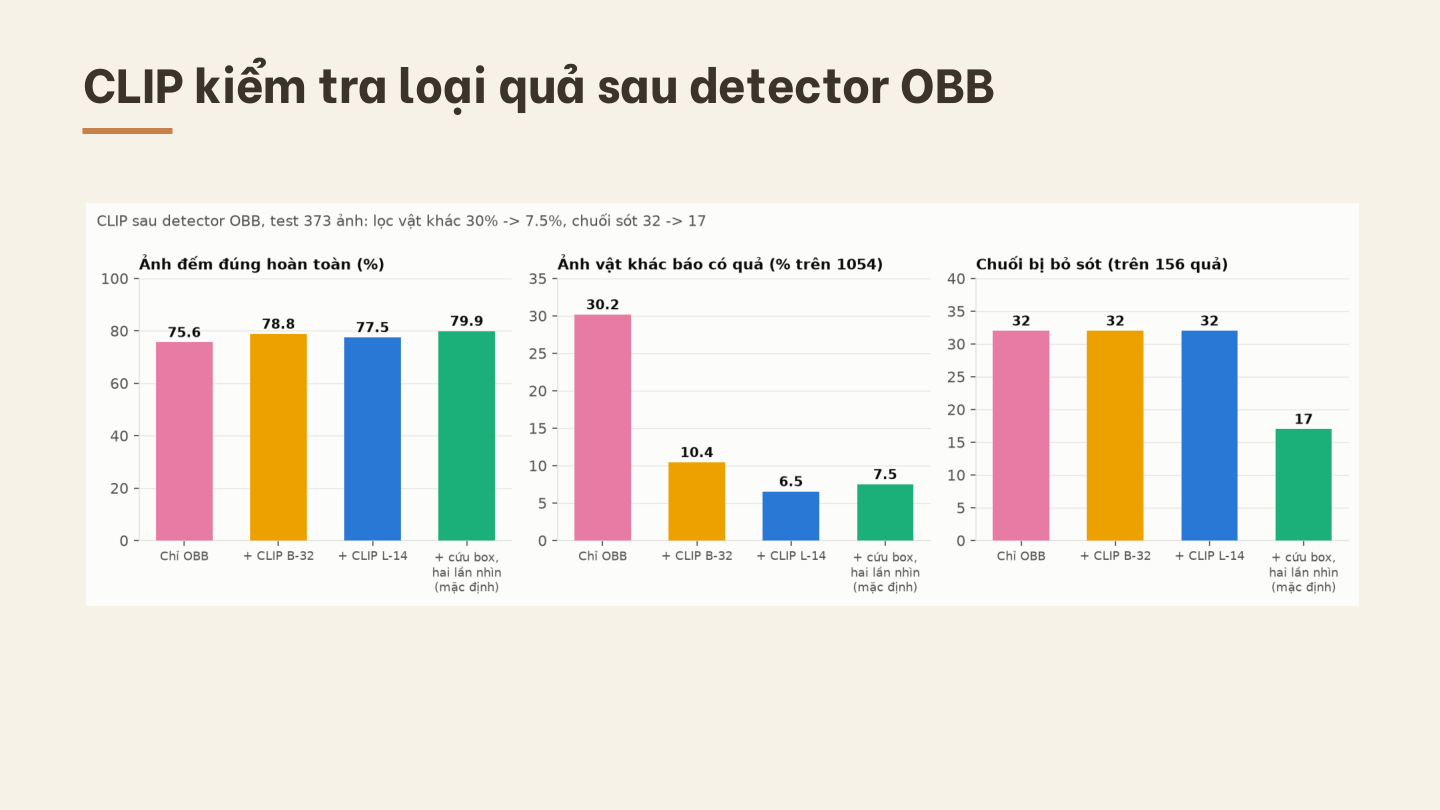 CLIP kiểm tra loại quả sau detector OBB
CLIP sau detector OBB, test 373 ảnh: lọc vật khác 30% -> 7.5%, chuối sót 32 -> 17
Ảnh đếm đúng hoàn toàn (%)
100
80
60
40
20
0
75.6
78.8
77.5
79.9
Chỉ OBB
+ CLIP B-32
+ CLIP L-14
+ cứu box,
hai lần nhìn
(mặc định)
Ảnh vật khác báo có quả (% trên 1054)
35
30
25
20
15
10
5
0
30.2
10.4
6.5
7.5
Chỉ OBB
+ CLIP B-32
+ CLIP L-14
+ cứu box,
hai lần nhìn
(mặc định)
Chuối bị bỏ sót (trên 156 quả)
40
35
30
25
20
15
10
5
0
32
32
32
17
Chỉ OBB
+ CLIP B-32
+ CLIP L-14
+ cứu box,
hai lần nhìn
(mặc định)